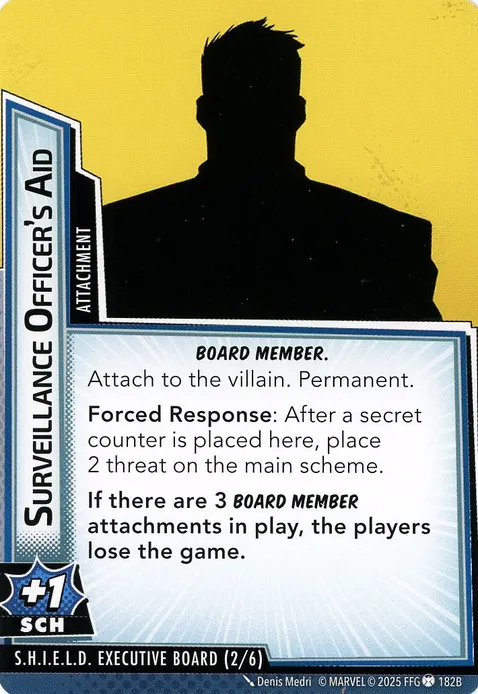 SURVEILLANCE OFFICER'S AID
ATTACHMENT
BOARD MEMBER.
Attach to the villain. Permanent.
Forced Response: After a secret
counter is placed here, place
2 threat on the main scheme.
If there are 3 BOARD MEMBER
attachments in play, the players
lose the game.
+1
SCH
S.H.I.E.L.D. EXECUTIVE BOARD (2/6)
Denis Medri © MARVEL © 2025 FFG 182B